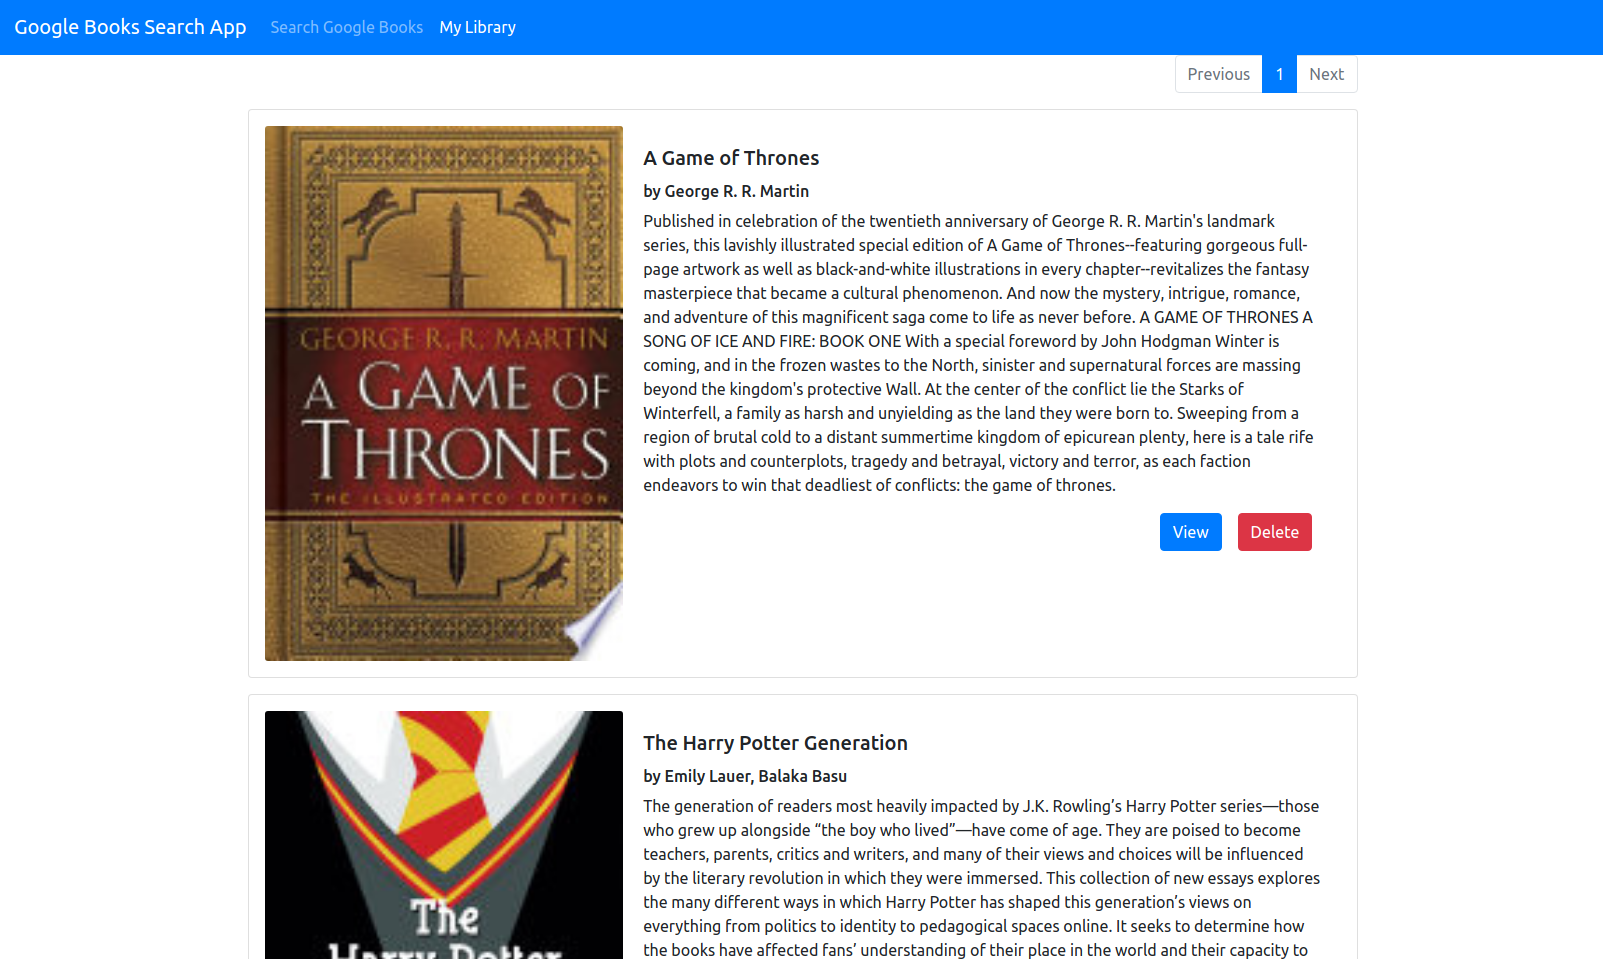 Google Books Search App Search Google Books My Library
Previous 1 Next
GEORGE R. R. MARTIN
A GAME OF
THRONES
THE ILLUSTRATED EDITION
A Game of Thrones
by George R. R. Martin
Published in celebration of the twentieth anniversary of George R. R. Martin's landmark
series, this lavishly illustrated special edition of A Game of Thrones--featuring gorgeous full-
page artwork as well as black-and-white illustrations in every chapter--revitalizes the fantasy
masterpiece that became a cultural phenomenon. And now the mystery, intrigue, romance,
and adventure of this magnificent saga come to life as never before. A GAME OF THRONES A
SONG OF ICE AND FIRE: BOOK ONE With a special foreword by John Hodgman Winter is
coming, and in the frozen wastes to the North, sinister and supernatural forces are massing
beyond the kingdom's protective Wall. At the center of the conflict lie the Starks of
Winterfell, a family as harsh and unyielding as the land they were born to. Sweeping from a
region of brutal cold to a distant summertime kingdom of epicurean plenty, here is a tale rife
with plots and counterplots, tragedy and betrayal, victory and terror, as each faction
endeavors to win that deadliest of conflicts: the game of thrones.
View Delete
The
Harry Potter
The Harry Potter Generation
by Emily Lauer, Balaka Basu
The generation of readers most heavily impacted by J.K. Rowling’s Harry Potter series—those
who grew up alongside “the boy who lived”—have come of age. They are poised to become
teachers, parents, critics and writers, and many of their views and choices will be influenced
by the literary revolution in which they were immersed. This collection of new essays explores
the many different ways in which Harry Potter has shaped this generation’s views on
everything from politics to identity to pedagogical spaces online. It seeks to determine how
the books have affected fans’ understanding of their place in the world and their capacity to